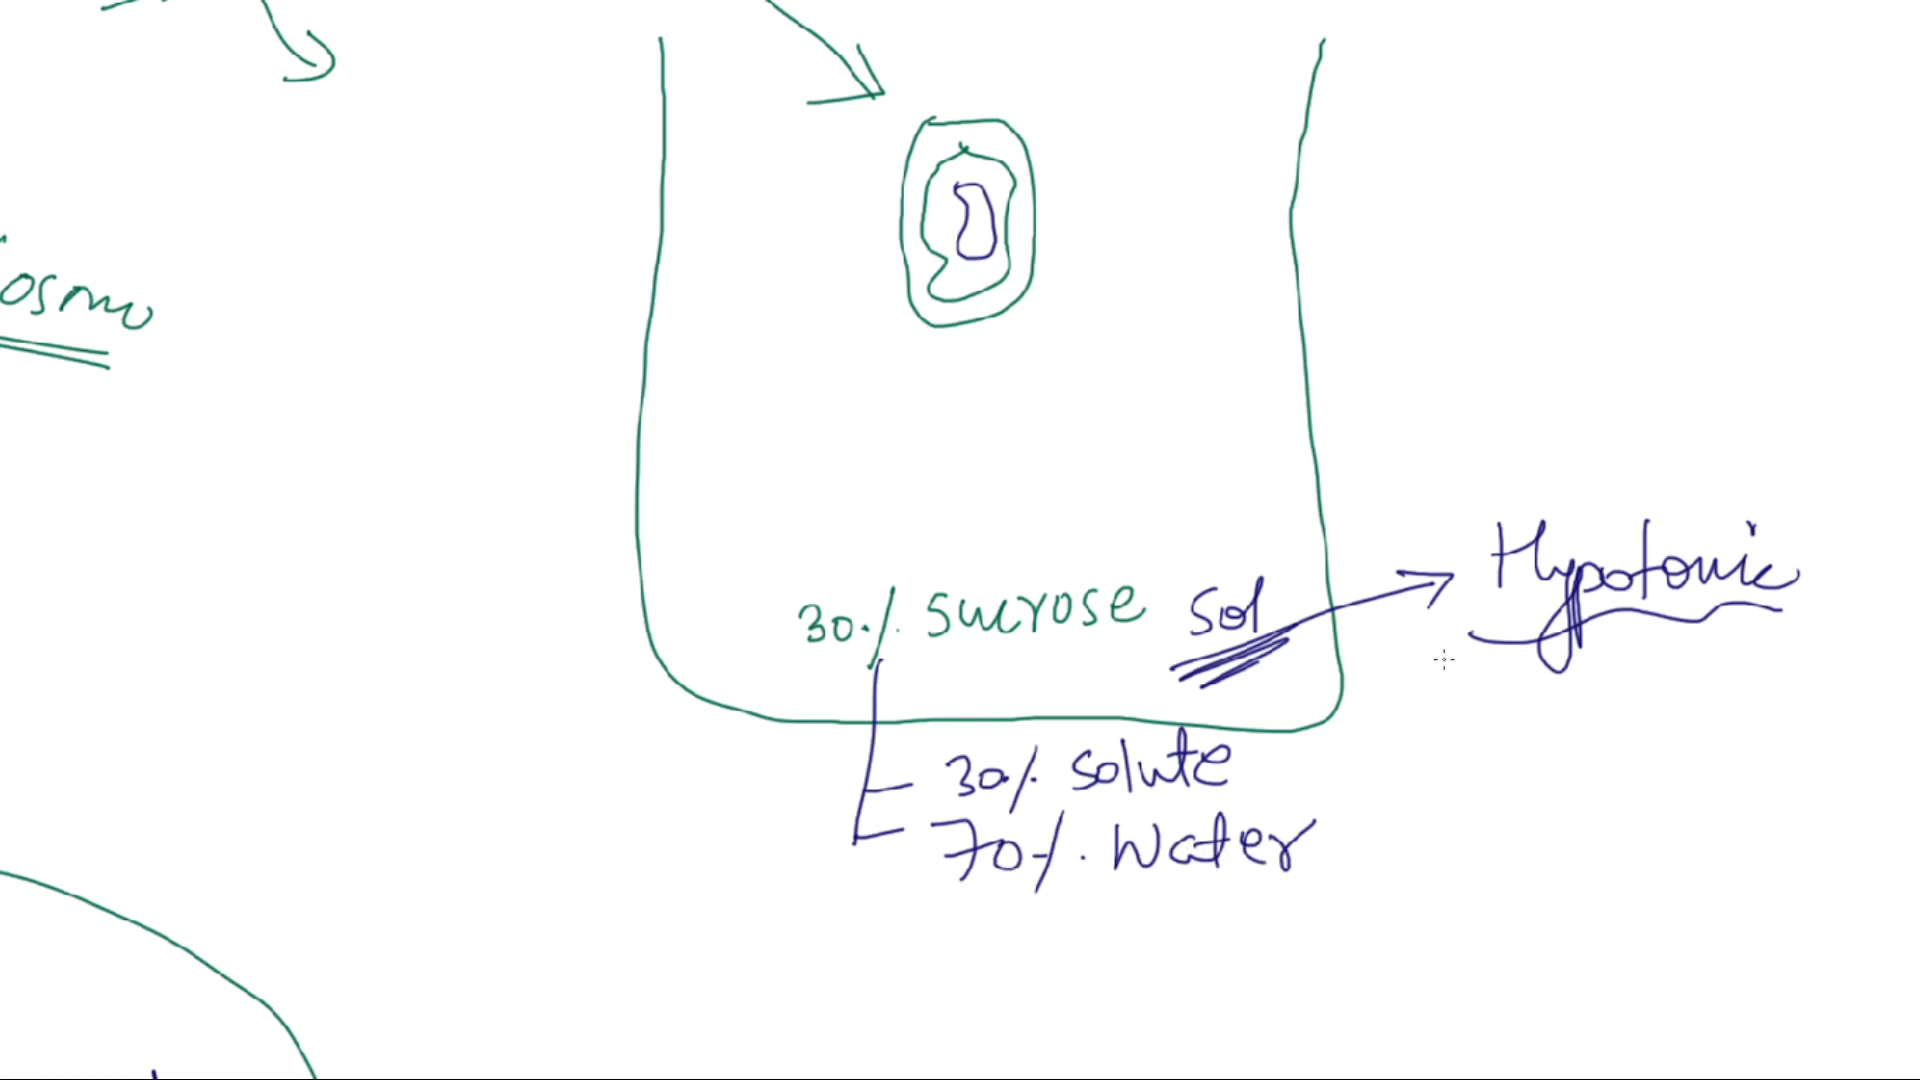 osmo
30% sucrose sol
Hypotonic
30% solute
70% Water